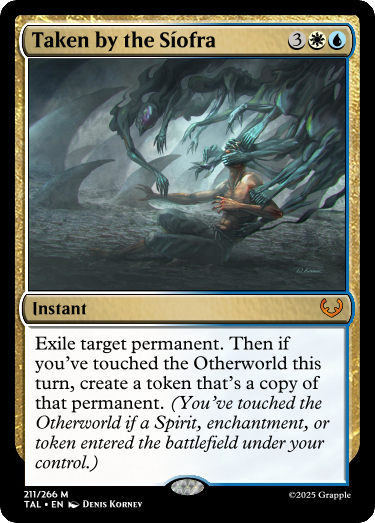 Taken by the Síofra 3
Instant
Exile target permanent. Then if
you've touched the Otherworld this
turn, create a token that's a copy of
that permanent. (You've touched the
Otherworld if a Spirit, enchantment, or
token entered the battlefield under your
control.)
211/266 M
TAL • EN Denis Korney
©2025 Grapple